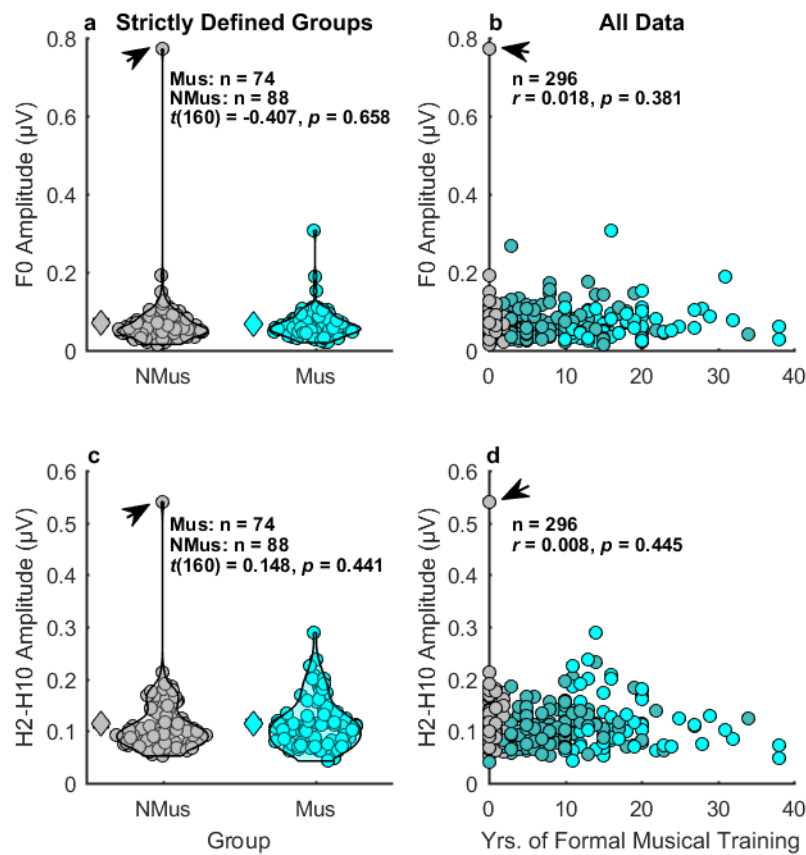 a Strictly Defined Groups
b All Data
F0 Amplitude (µV)
0.8
0.6
0.4
0.2
0
Mus: n = 74
NMus: n = 88
t(160) = -0.407, p = 0.658
NMus Mus
F0 Amplitude (µV)
0.8
0.6
0.4
0.2
0
n = 296
r = 0.018, p = 0.381
0 10 20 30 40
c
H2-H10 Amplitude (µV)
0.6
0.5
0.4
0.3
0.2
0.1
0
Mus: n = 74
NMus: n = 88
t(160) = 0.148, p = 0.441
NMus Mus
Group
d
H2-H10 Amplitude (µV)
0.6
0.5
0.4
0.3
0.2
0.1
0
n = 296
r = 0.008, p = 0.445
0 10 20 30 40
Yrs. of Formal Musical Training